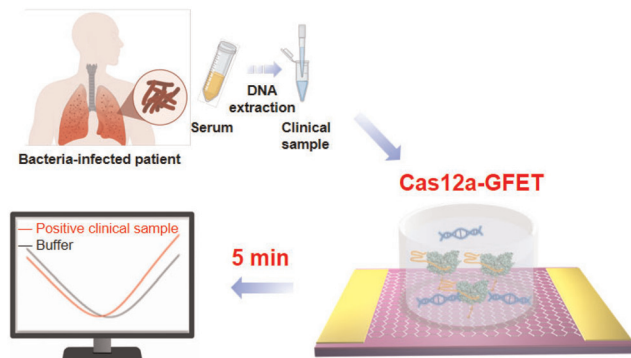 Bacteria-infected patient
Serum
DNA
extraction
Clinical
sample
Cas12a-GFET
5 min
Positive clinical sample
Buffer